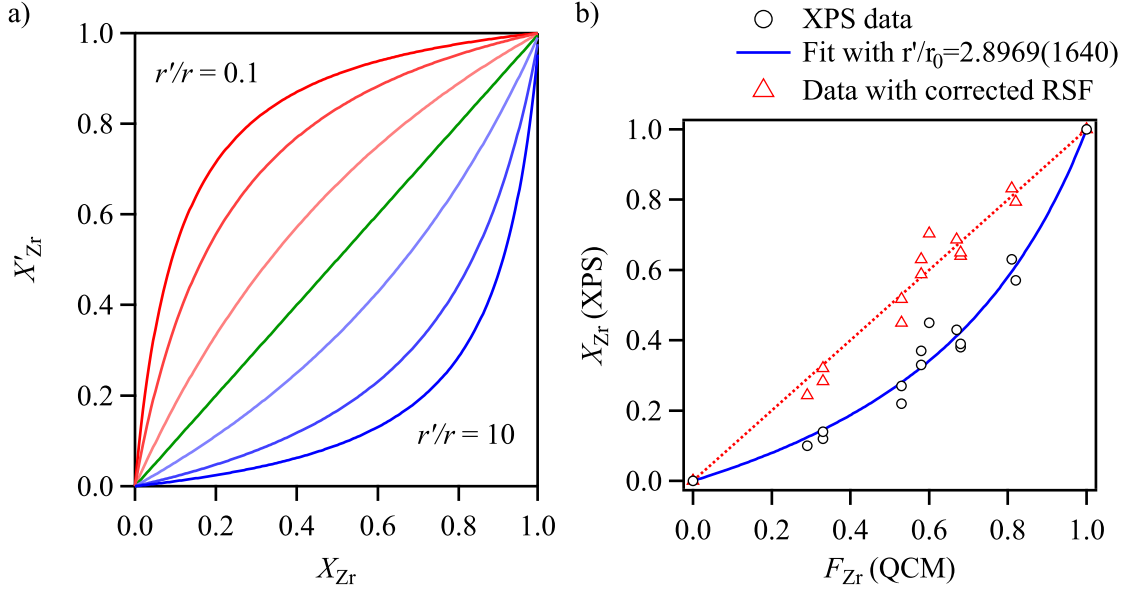 a)
1.0
0.8
0.6
0.4
0.2
0.0
X'Zr
r'/r = 0.1
r'/r = 10
0.0 0.2 0.4 0.6 0.8 1.0
XZr
b)
XPS data
Fit with r'/r0=2.8969(1640)
Data with corrected RSF
1.0
0.8
0.6
0.4
0.2
0.0
XZr (XPS)
0.0 0.2 0.4 0.6 0.8 1.0
FZr (QCM)